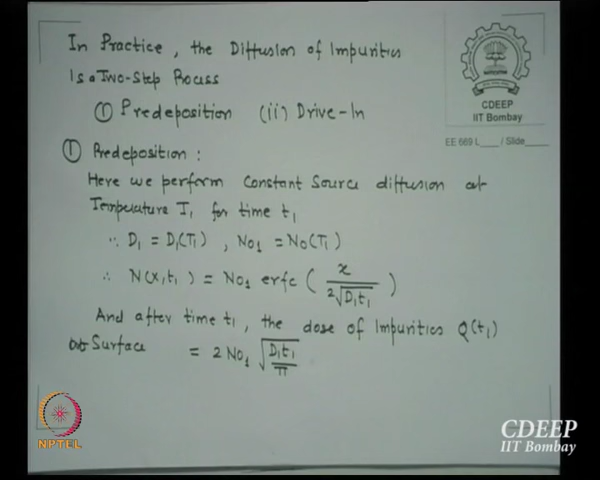 In Practice, the Diffusion of Impurities
Is a Two-Step Process
① Predeposition (ii) Drive-In
① Predeposition :
Here we perform Constant Source diffusion at
Temperature T₁ for time t₁
∴ D₁ = D₁(T₁) , N₀₁ = N₀(T₁)
∴ N(x,t₁) = N₀₁ erfc ( x / 2√D₁t₁ )
And after time t₁, the dose of Impurities Q(t₁)
at Surface = 2 N₀₁ √(D₁t₁ / π)
CDEEP
IIT Bombay
EE 669 L___ / Slide____
NPTEL
CDEEP
IIT Bombay